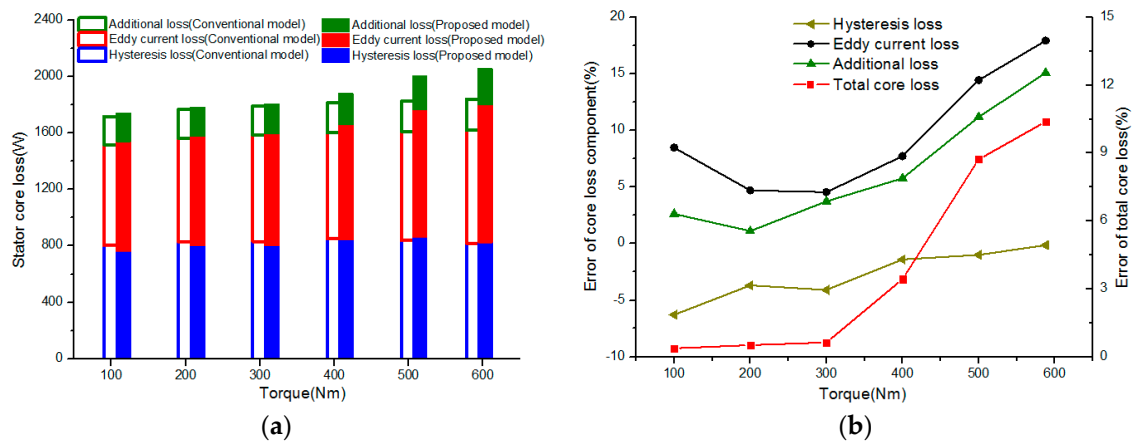 Additional loss(Conventional model) Additional loss(Proposed model)
Eddy current loss(Conventional model) Eddy current loss(Proposed model)
Hysteresis loss(Conventional model) Hysteresis loss(Proposed model)
Stator core loss(W)
2400
2000
1600
1200
800
400
0
100 200 300 400 500 600
Torque(Nm)
(a)
Hysteresis loss
Eddy current loss
Additional loss
Total core loss
Error of core loss component(%)
20
15
10
5
0
-5
-10
15
12
9
6
3
0
Error of total core loss(%)
100 200 300 400 500 600
Torque(Nm)
(b)